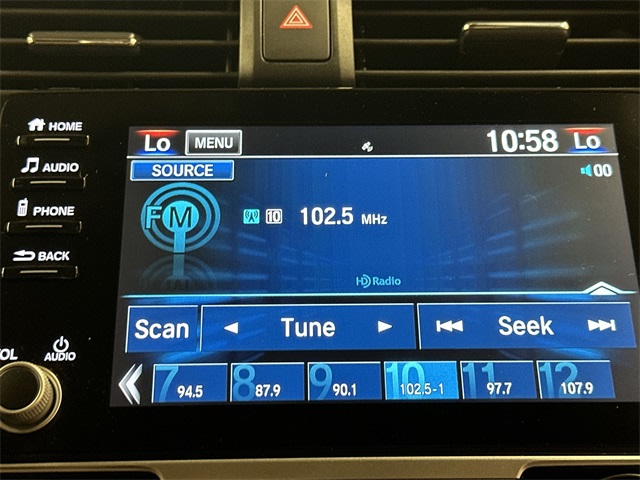 HOME
AUDIO
PHONE
BACK
VOL
AUDIO
Lo MENU 10:58 Lo
SOURCE 00
FM 10 102.5 MHz
HD Radio
Scan Tune Seek
7 94.5 8 87.9 9 90.1 10 102.5-1 11 97.7 12 107.9